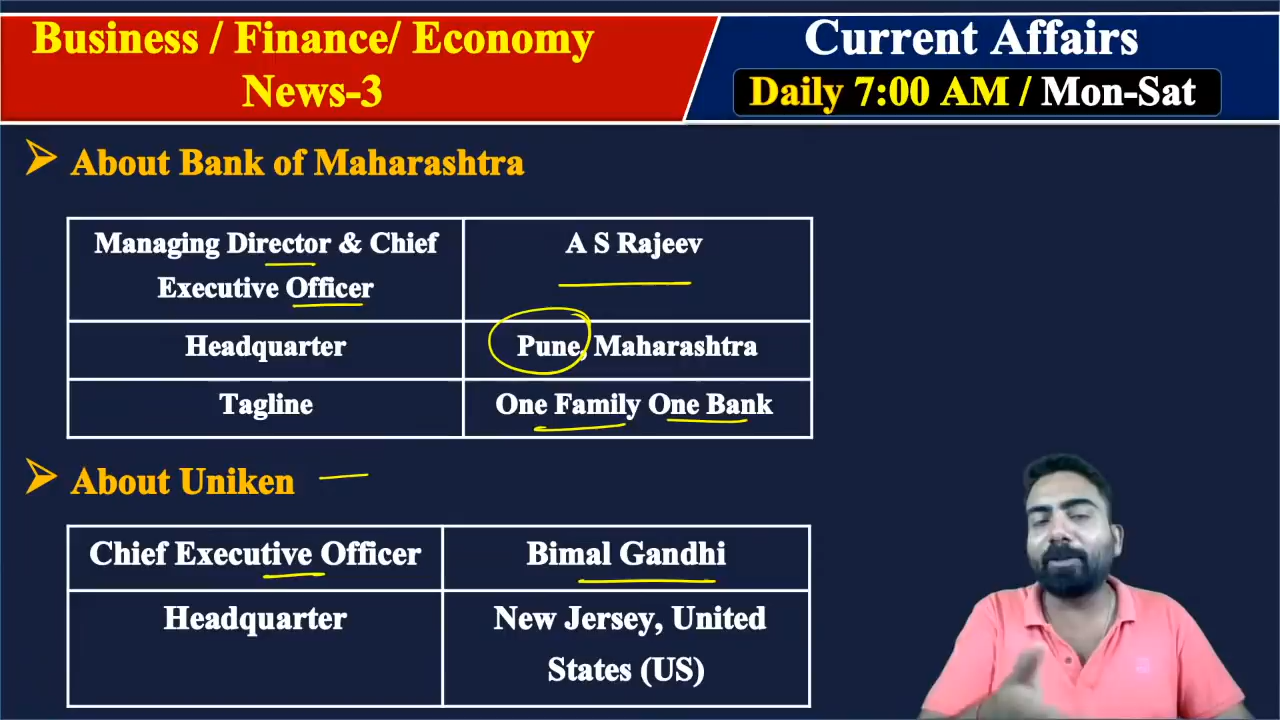 Business / Finance/ Economy
News-3
Current Affairs
Daily 7:00 AM / Mon-Sat
About Bank of Maharashtra
Managing Director & Chief
Executive Officer
A S Rajeev
Headquarter
Pune, Maharashtra
Tagline
One Family One Bank
About Uniken
Chief Executive Officer
Bimal Gandhi
Headquarter
New Jersey, United
States (US)